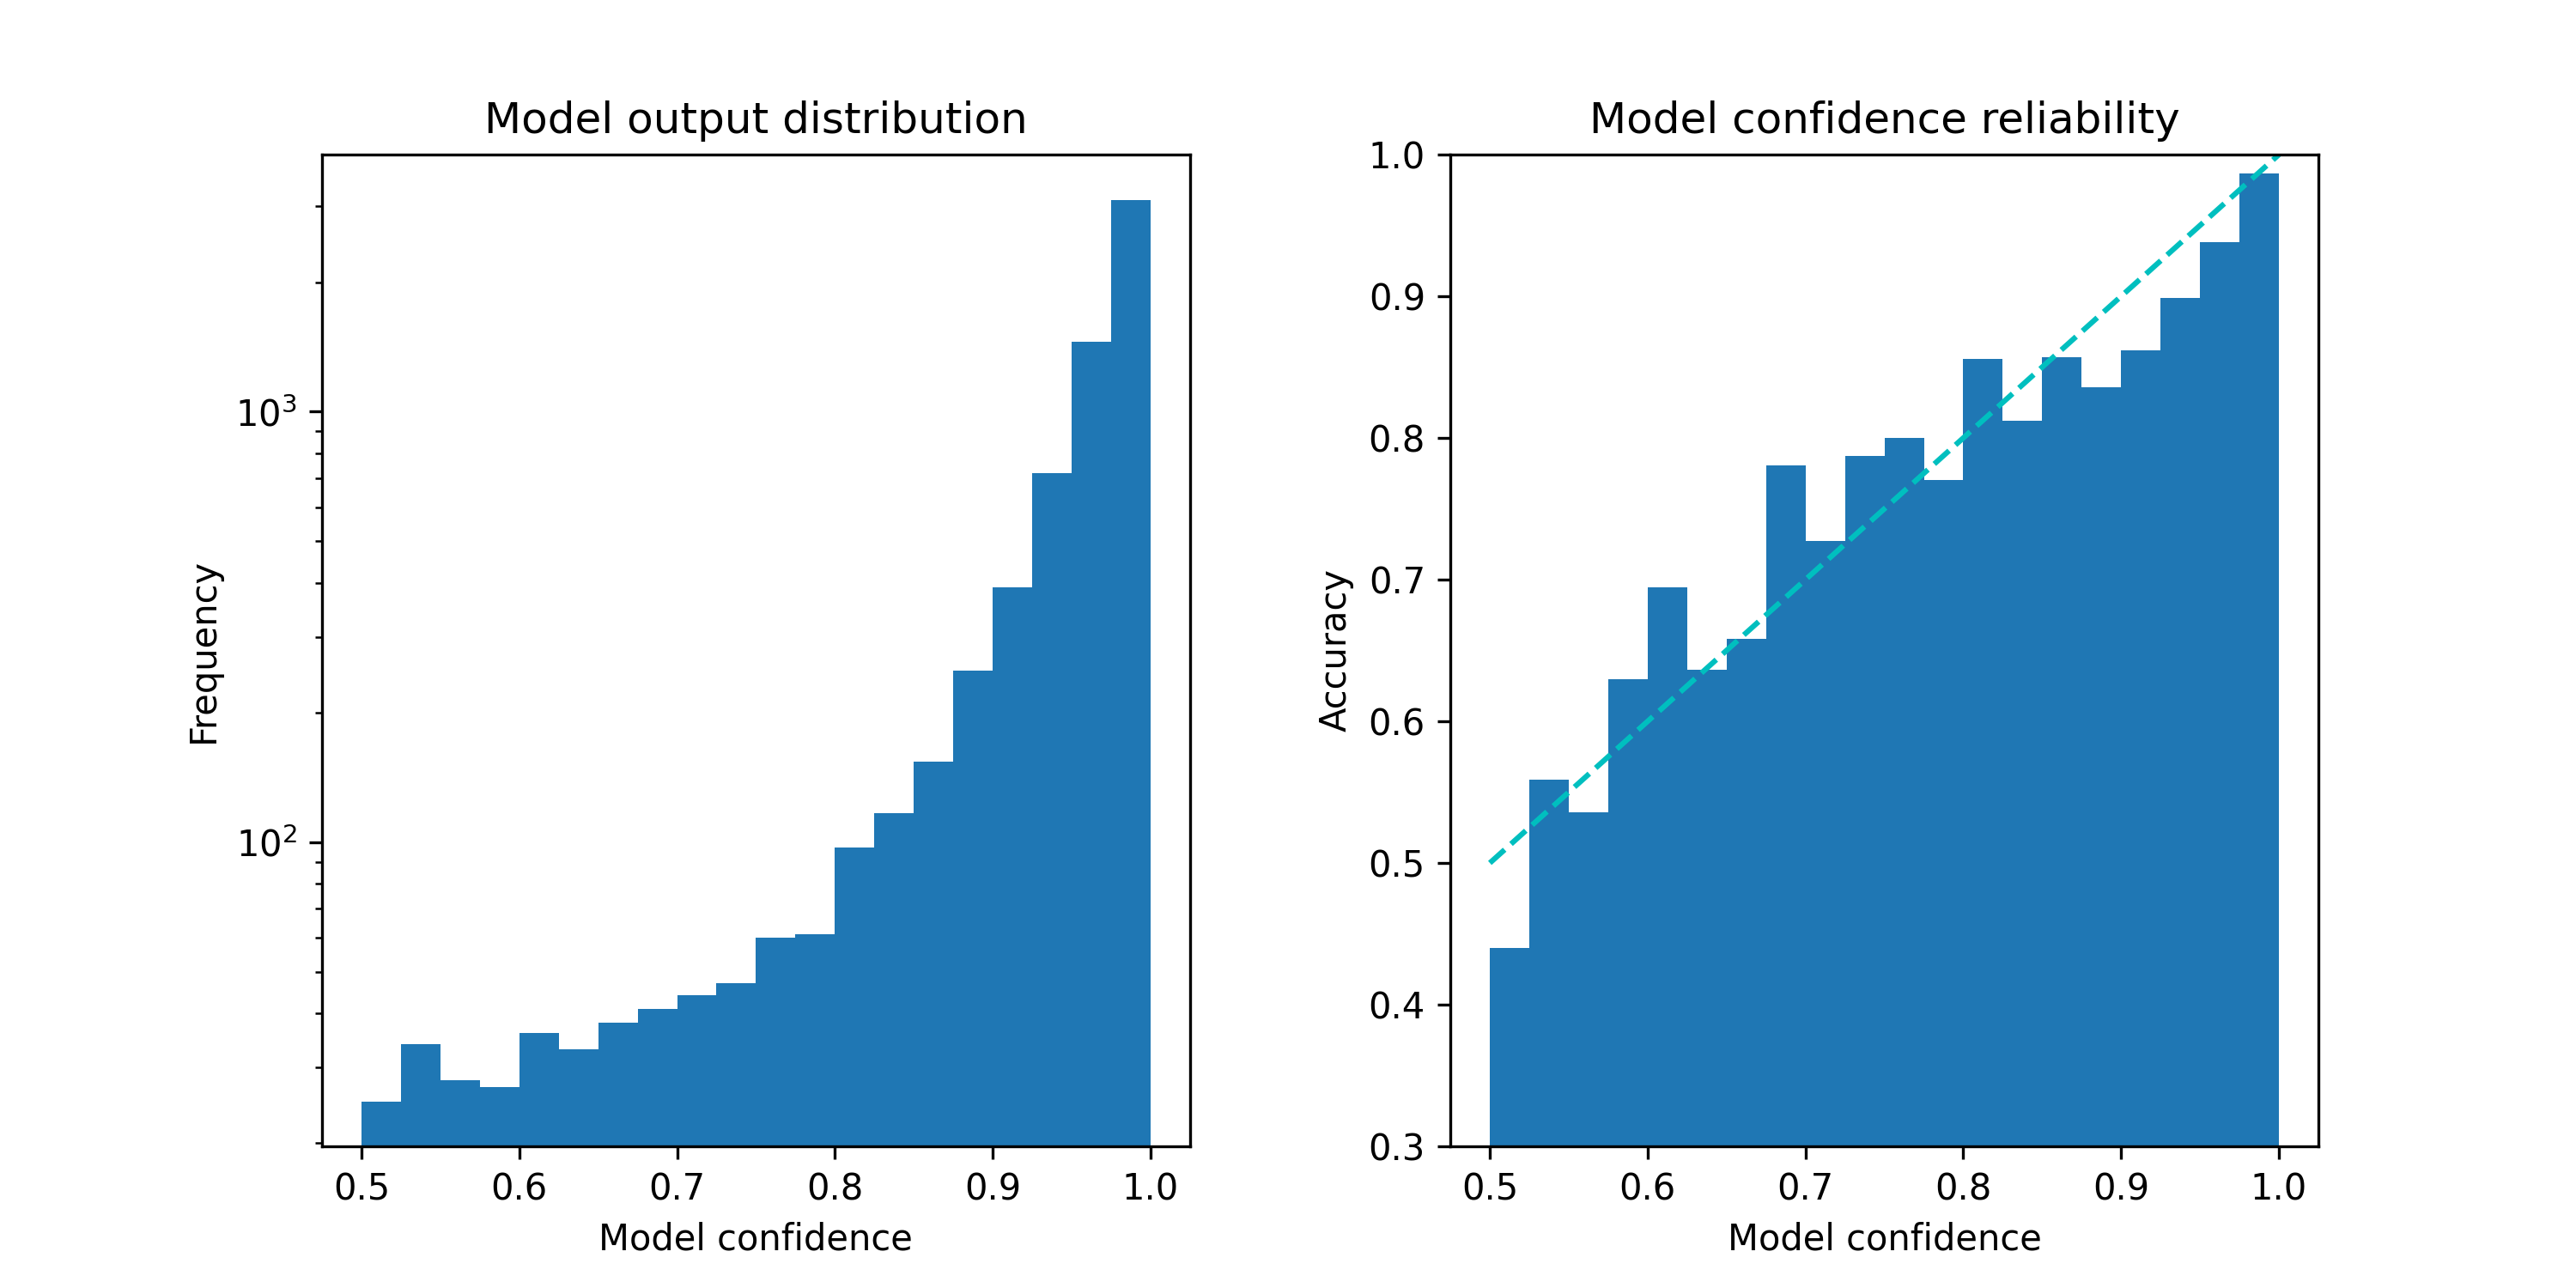 Model output distribution
Frequency
10³
10²
0.5 0.6 0.7 0.8 0.9 1.0
Model confidence
Model confidence reliability
Accuracy
1.0
0.9
0.8
0.7
0.6
0.5
0.4
0.3
0.5 0.6 0.7 0.8 0.9 1.0
Model confidence